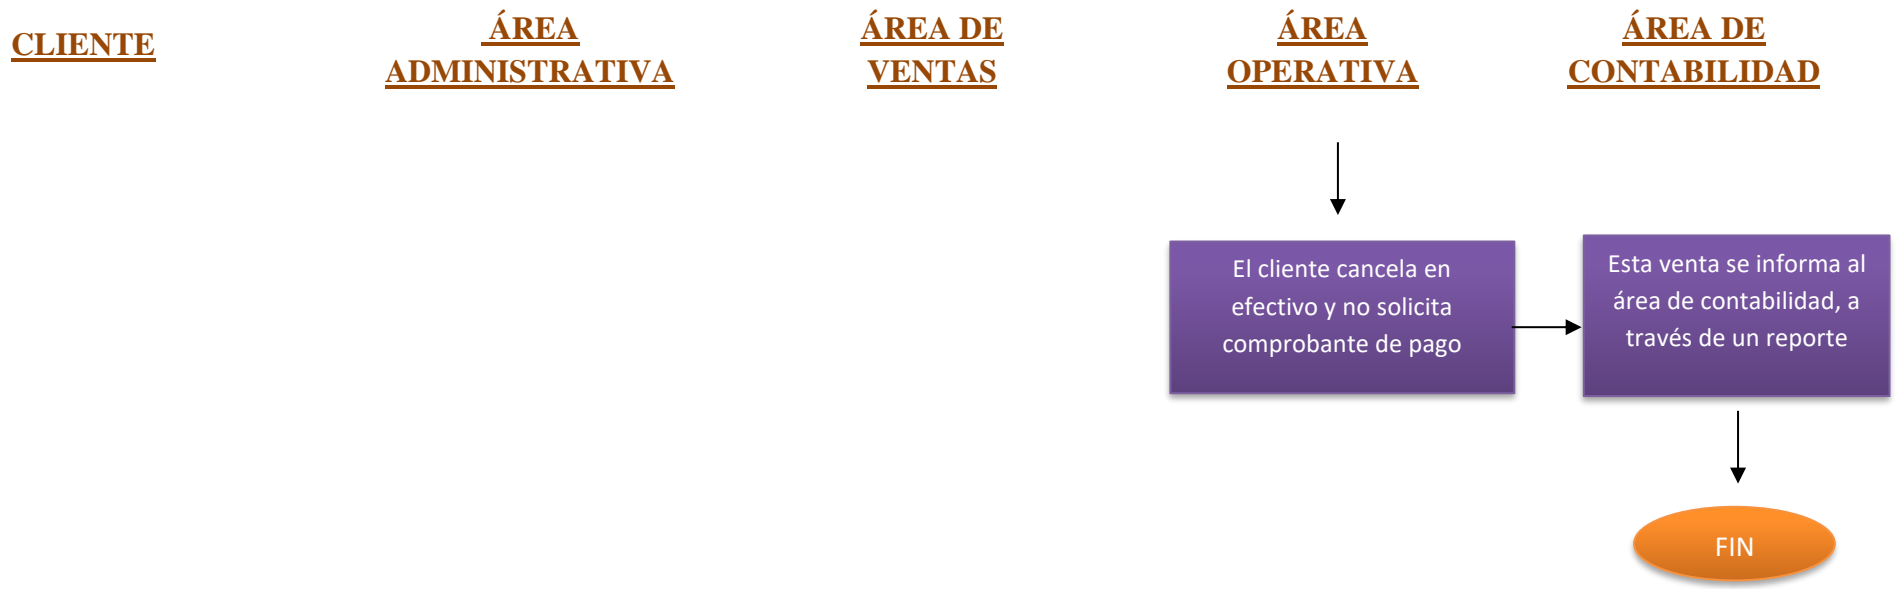 CLIENTE
ÁREA
ADMINISTRATIVA
ÁREA DE
VENTAS
ÁREA
OPERATIVA
ÁREA DE
CONTABILIDAD
El cliente cancela en
efectivo y no solicita
comprobante de pago
Esta venta se informa al
área de contabilidad, a
través de un reporte
FIN